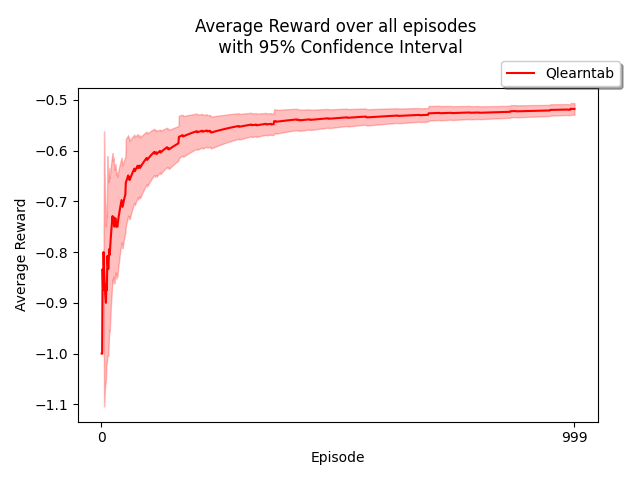 Average Reward over all episodes
with 95% Confidence Interval
Qlearntab
−0.5
−0.6
−0.7
−0.8
−0.9
−1.0
−1.1
Average Reward
0
999
Episode